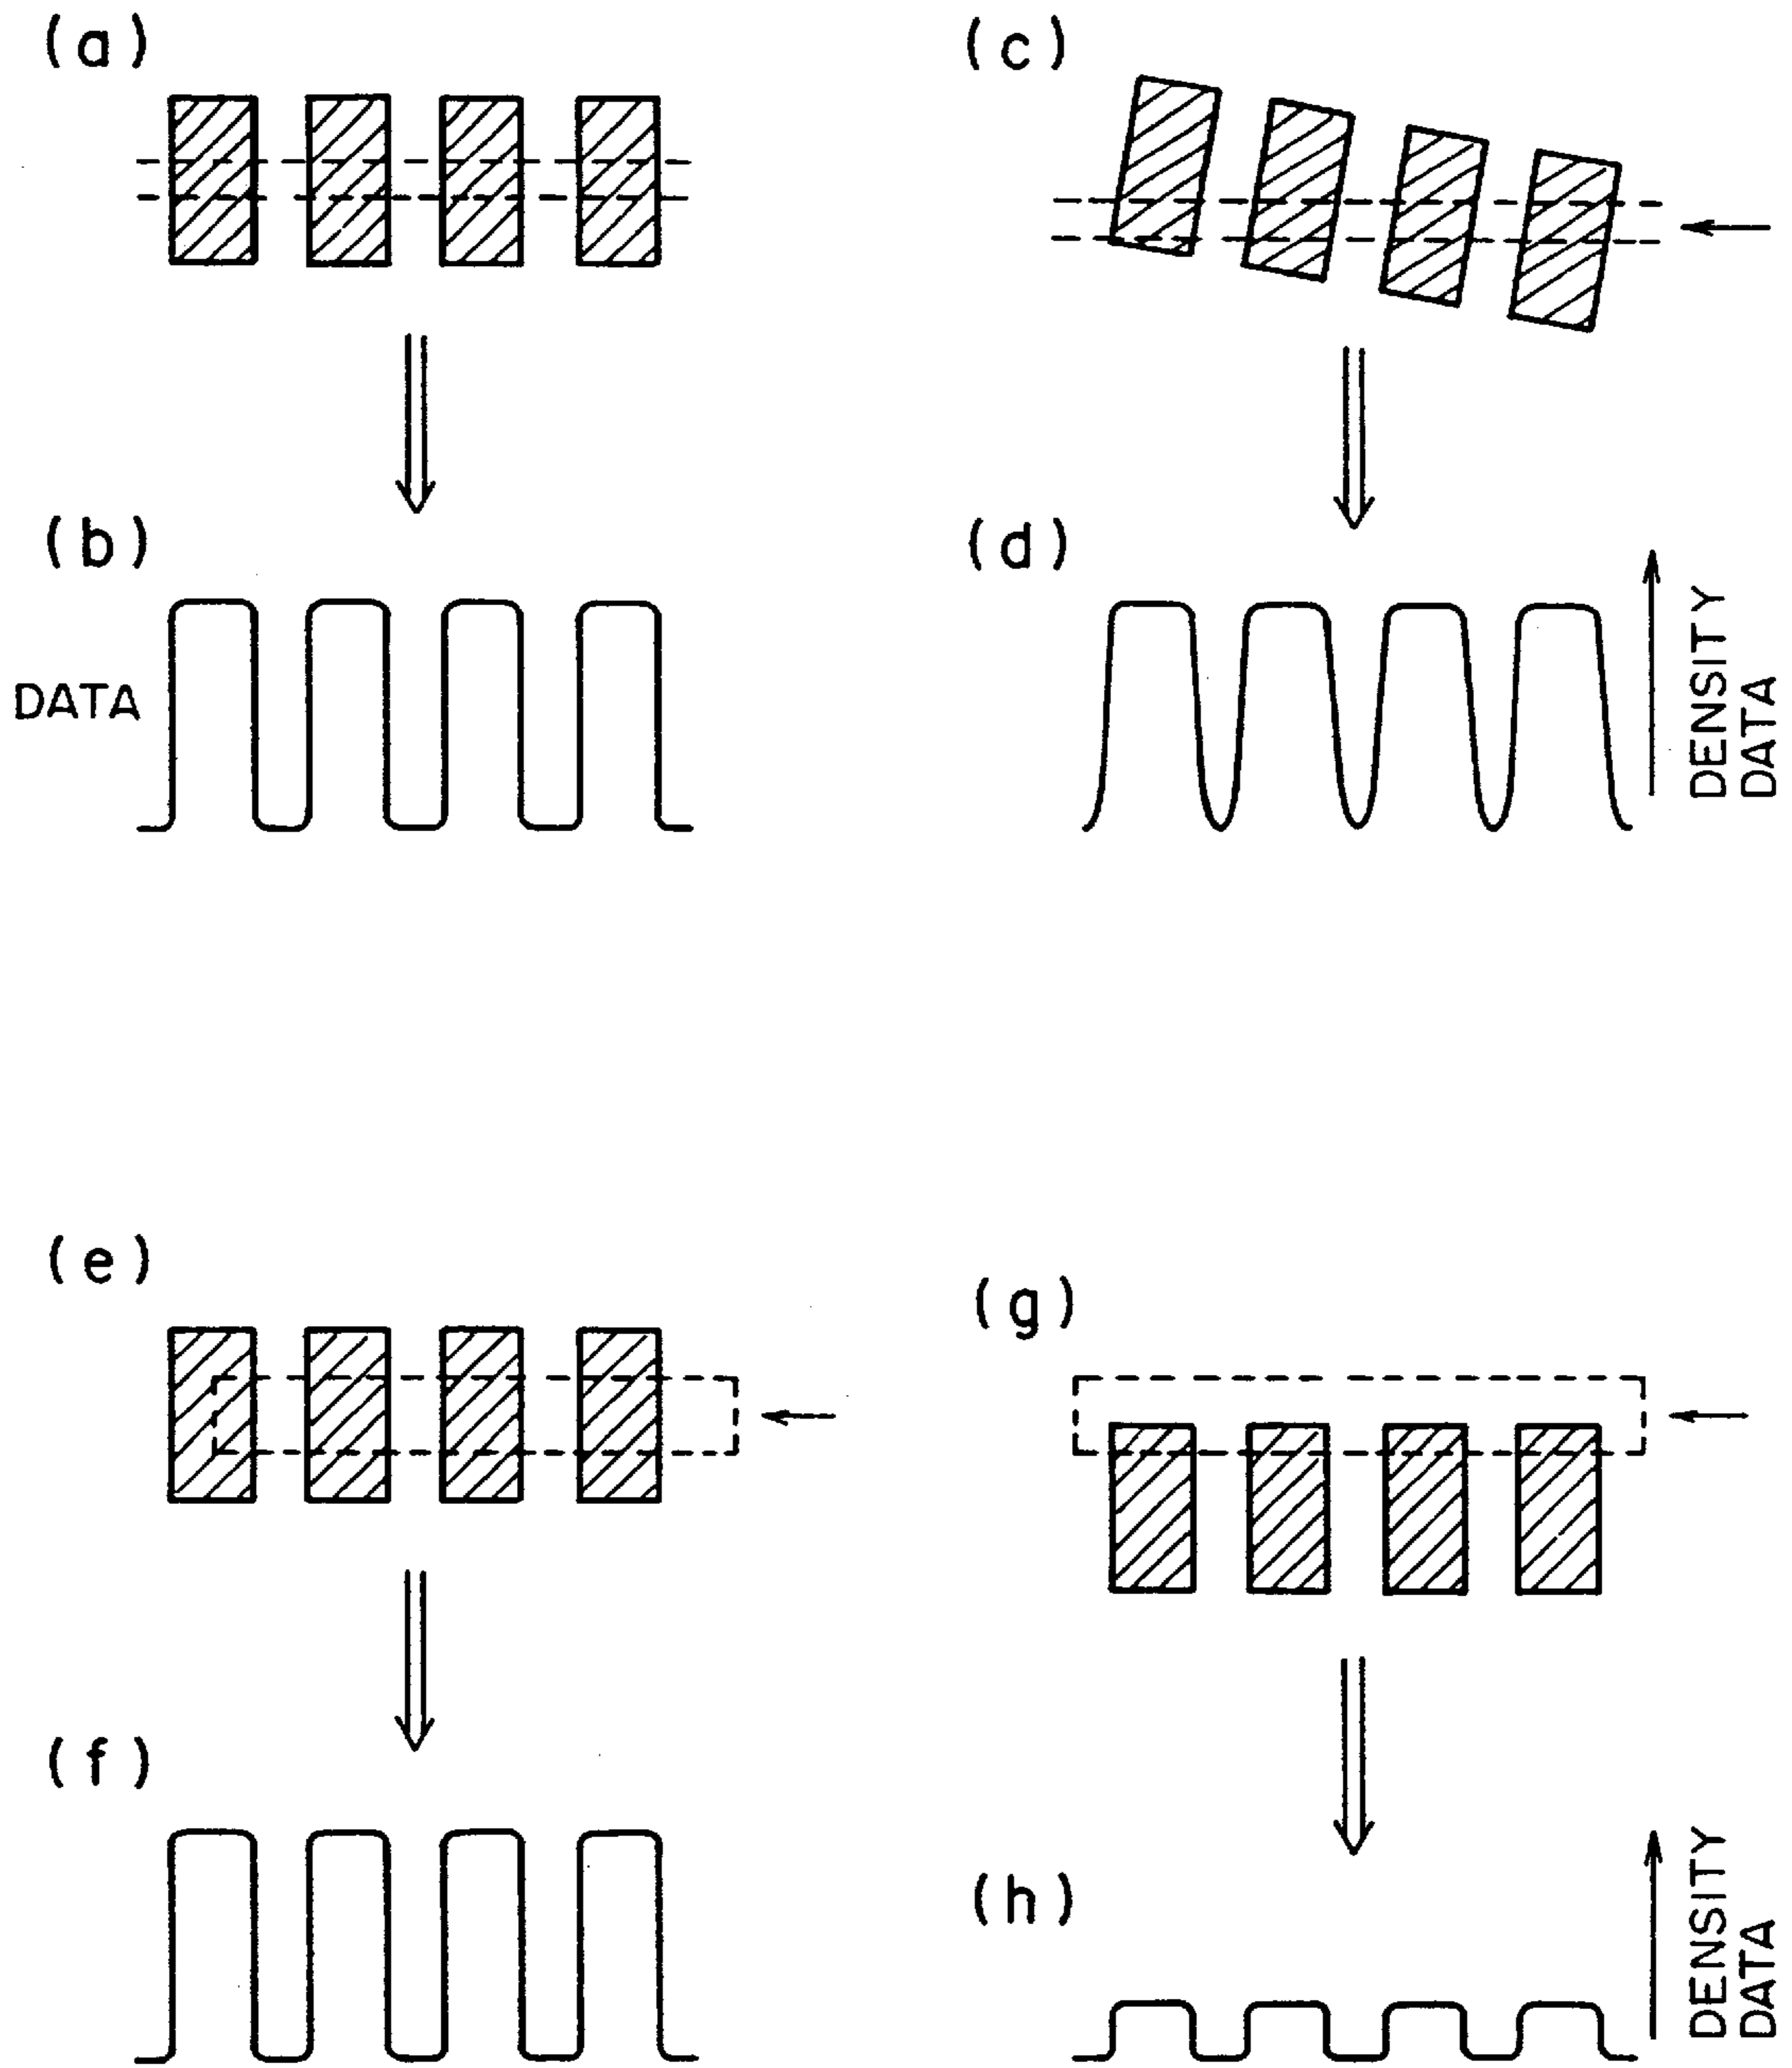 (a)
(c)
(b)
(d)
DATA
DENSITY
DATA
(e)
(g)
(f)
(h)
DENSITY
DATA